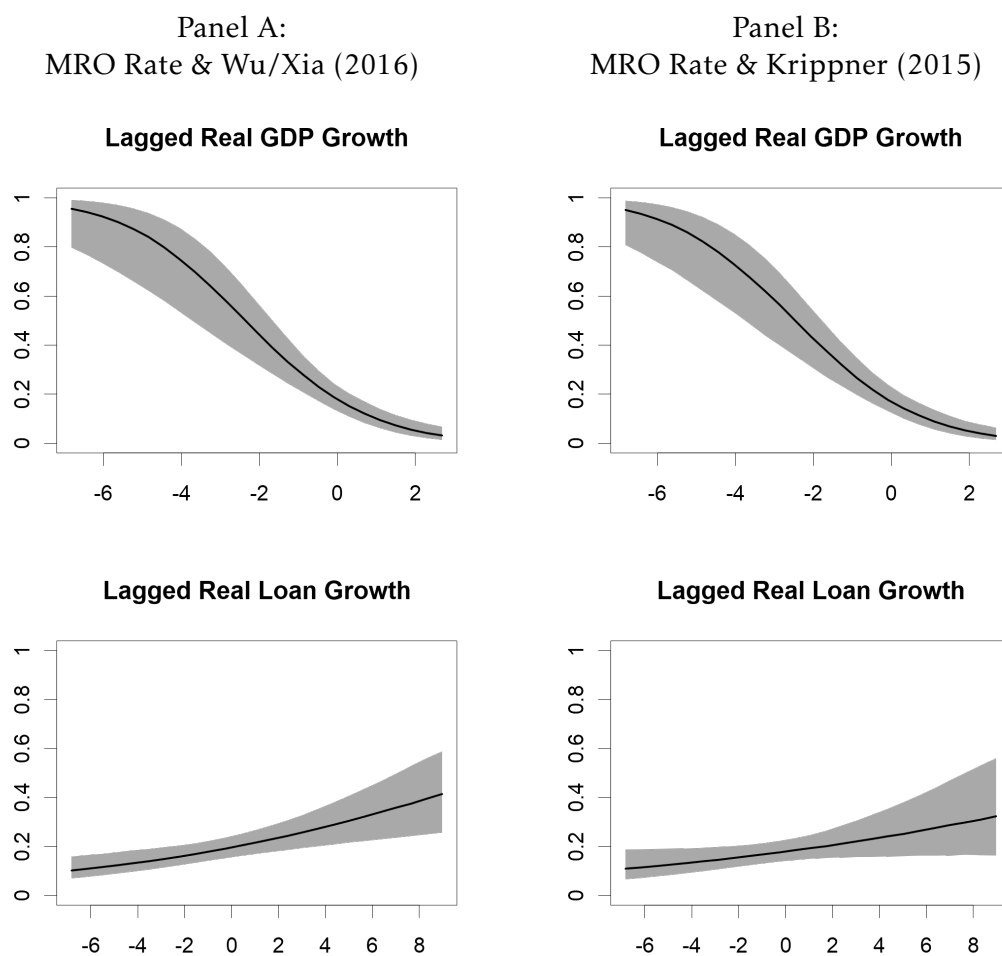 Panel A:
MRO Rate & Wu/Xia (2016)
Panel B:
MRO Rate & Krippner (2015)
Lagged Real GDP Growth
1
0.8
0.6
0.4
0.2
0
-6 -4 -2 0 2
Lagged Real GDP Growth
1
0.8
0.6
0.4
0.2
0
-6 -4 -2 0 2
Lagged Real Loan Growth
1
0.8
0.6
0.4
0.2
0
-6 -4 -2 0 2 4 6 8
Lagged Real Loan Growth
1
0.8
0.6
0.4
0.2
0
-6 -4 -2 0 2 4 6 8